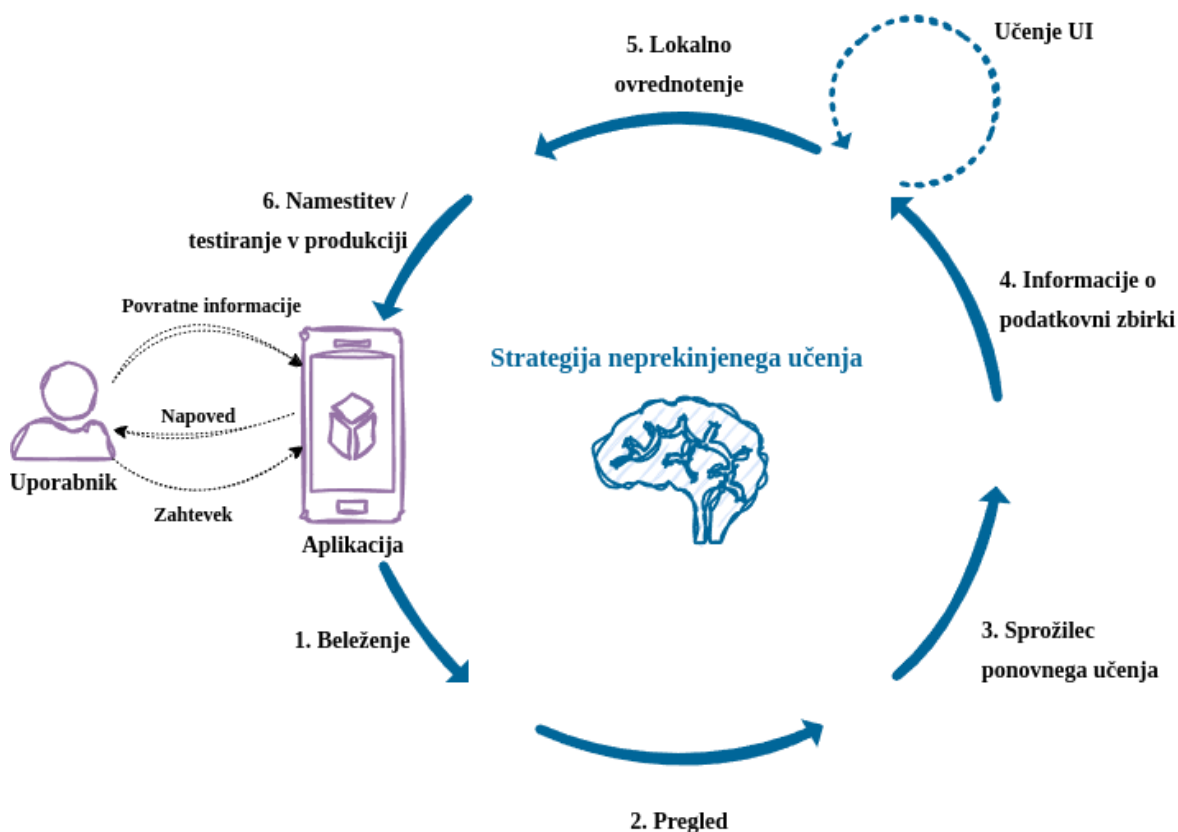 Učenje UI
5. Lokalno
ovrednotenje
6. Namestitev /
testiranje v produkciji
4. Informacije o
podatkovni zbirki
Povratne informacije
Strategija neprekinjenega učenja
Napoved
Uporabnik
Zahtevek
Aplikacija
1. Beleženje
3. Sprožilec
ponovnega učenja
2. Pregled